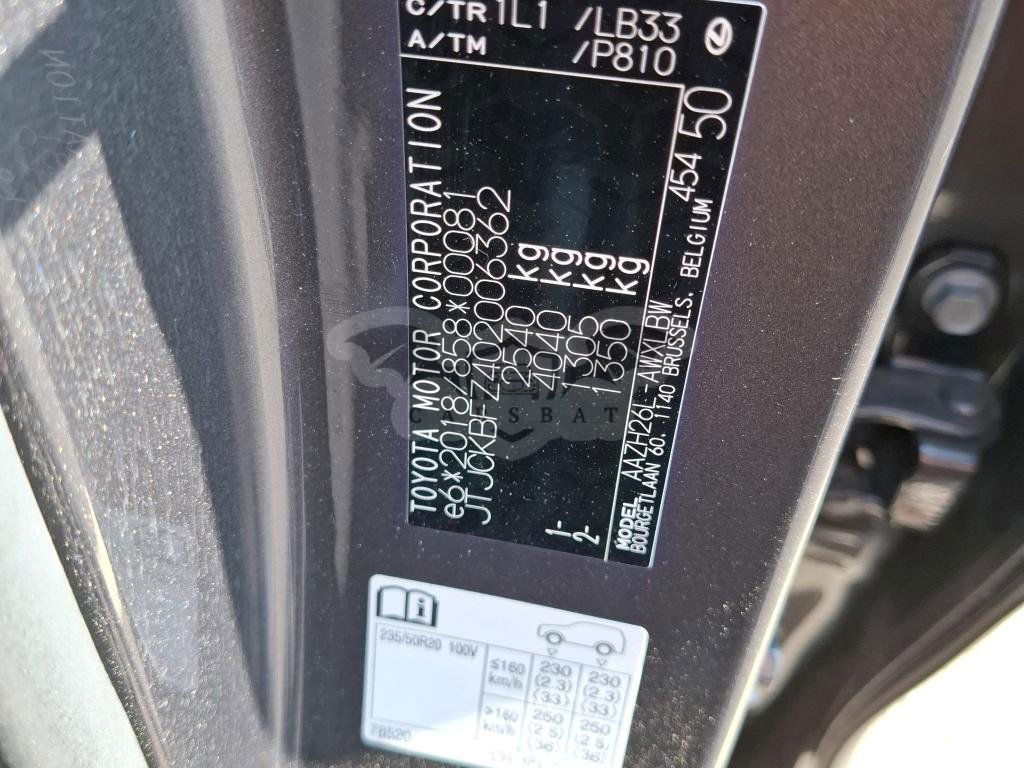 TOYOTA MOTOR CORPORATION
e6*2018/858*00081
JTJCKBFZ402006362
2540 kg
4040 kg
1- 1305 kg
2- 1350 kg
MODEL AAZH26L-AWXLBW
BOURGETLAAN 60. 1140 BRUSSELS. BELGIUM 454 50
C/TR 1L1 /LB33
A/TM /P810
CARSBAT
235/50R20 100V
≤160 km/h 230 (2.3) (33) 230 (2.3) (33)
>160 km/h 250 (2.5) (36) 250 (2.5) (36)